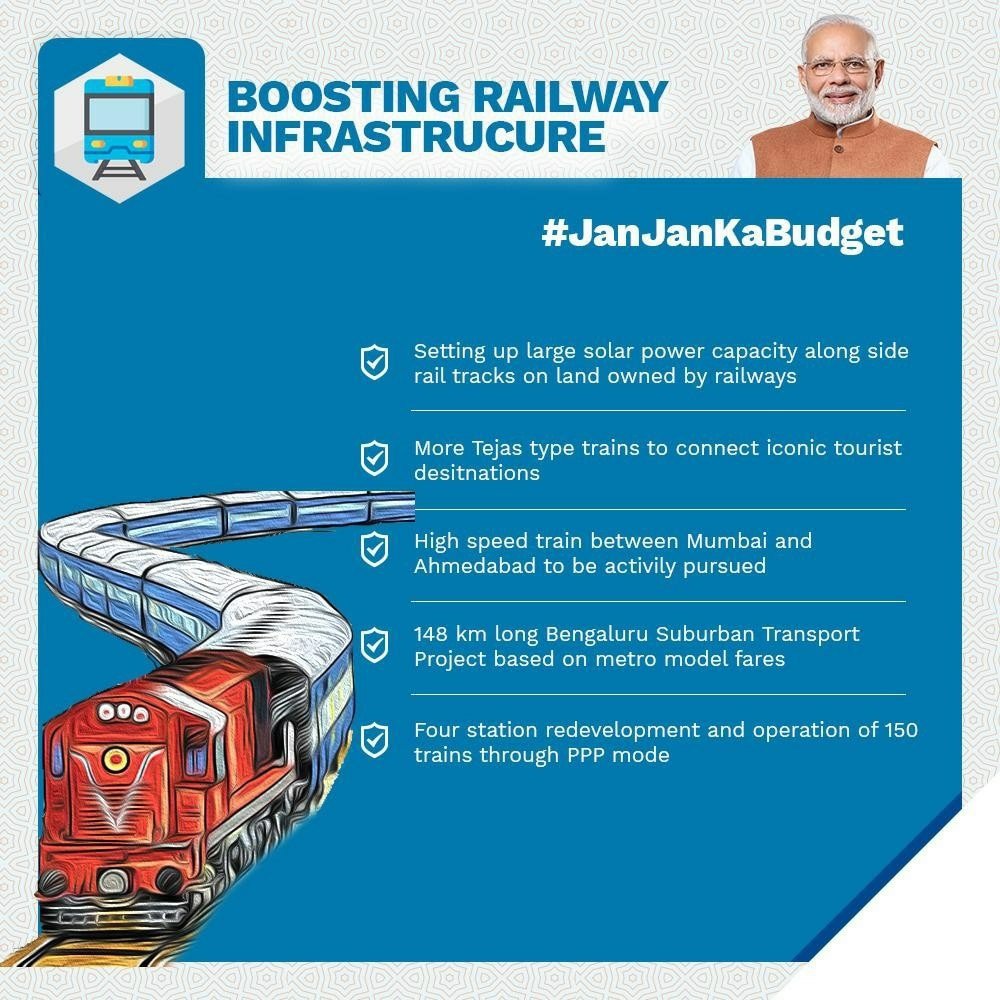 BOOSTING RAILWAY
INFRASTRUCURE
#JanJanKaBudget
Setting up large solar power capacity along side
rail tracks on land owned by railways
More Tejas type trains to connect iconic tourist
desitnations
High speed train between Mumbai and
Ahmedabad to be activily pursued
148 km long Bengaluru Suburban Transport
Project based on metro model fares
Four station redevelopment and operation of 150
trains through PPP mode